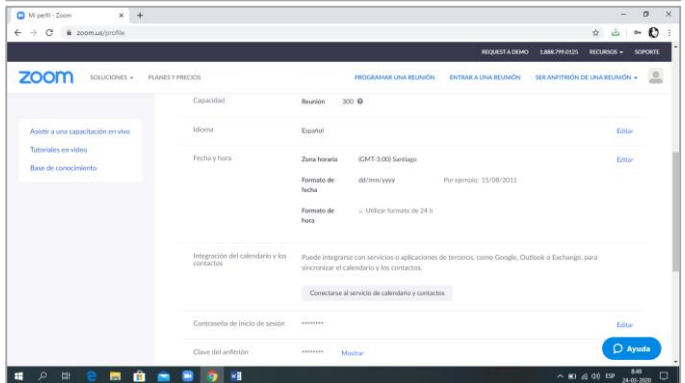 Mi perfil - Zoom
zoom.us/profile
REQUEST A DEMO 1.888.799.0125 RECURSOS SOPORTE
zoom SOLUCIONES PLANES Y PRECIOS PROGRAMAR UNA REUNIÓN ENTRAR A UNA REUNIÓN SER ANFITRIÓN DE UNA REUNIÓN
Capacidad Reunión 300
Asistir a una capacitación en vivo
Tutoriales en video
Base de conocimiento
Idioma Español Editar
Fecha y hora Zona horaria (GMT-3:00) Santiago Editar
Formato de fecha dd/mm/yyyy Por ejemplo: 15/08/2011
Formato de hora Utilizar formato de 24 h
Integración del calendario y los
contactos
Puede integrarse con servicios o aplicaciones de terceros, como Google, Outlook o Exchange, para
sincronizar el calendario y los contactos.
Conectarse al servicio de calendario y contactos
Contraseña de inicio de sesión ******** Editar
Clave del anfitrión ******** Mostrar
Ayuda
ESP
8:49
24-03-2020